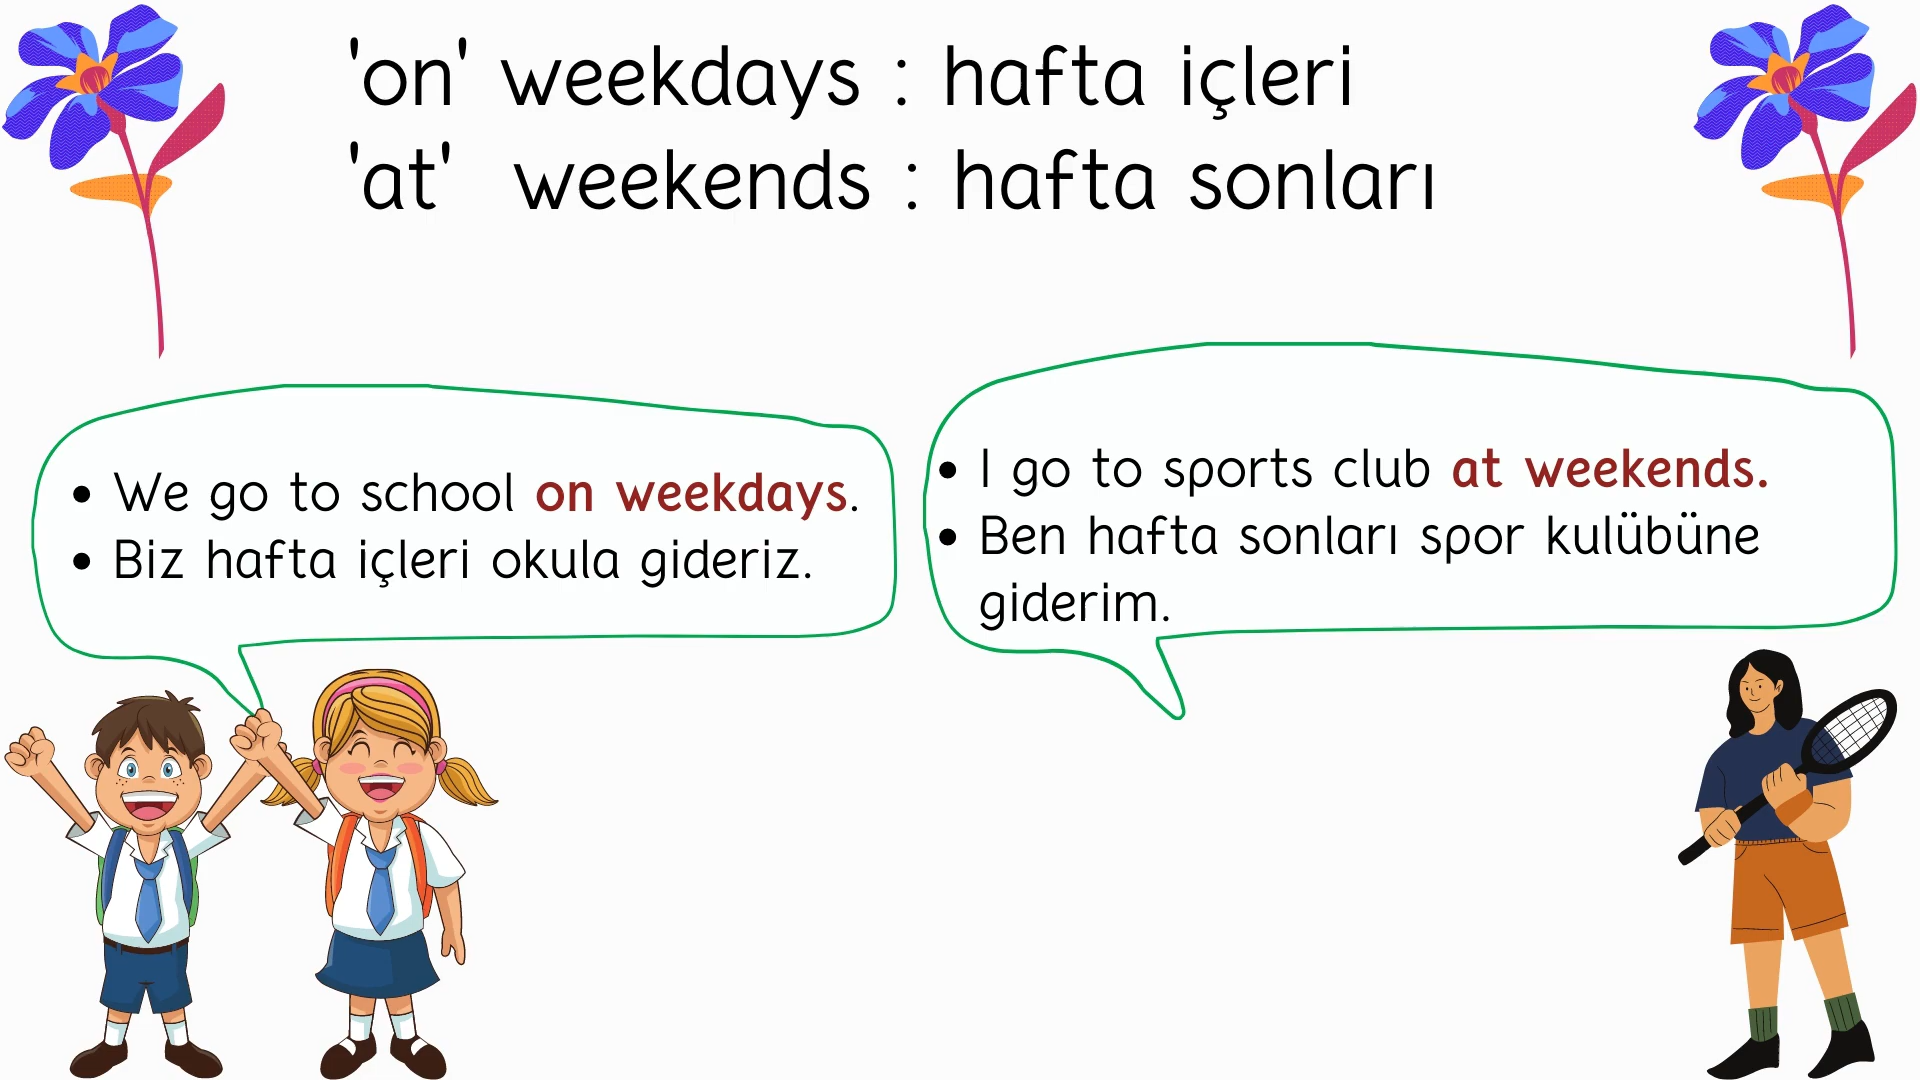 'on' weekdays : hafta içleri
'at' weekends : hafta sonları
• We go to school on weekdays.
• Biz hafta içleri okula gideriz.
• I go to sports club at weekends.
• Ben hafta sonları spor kulübüne
giderim.